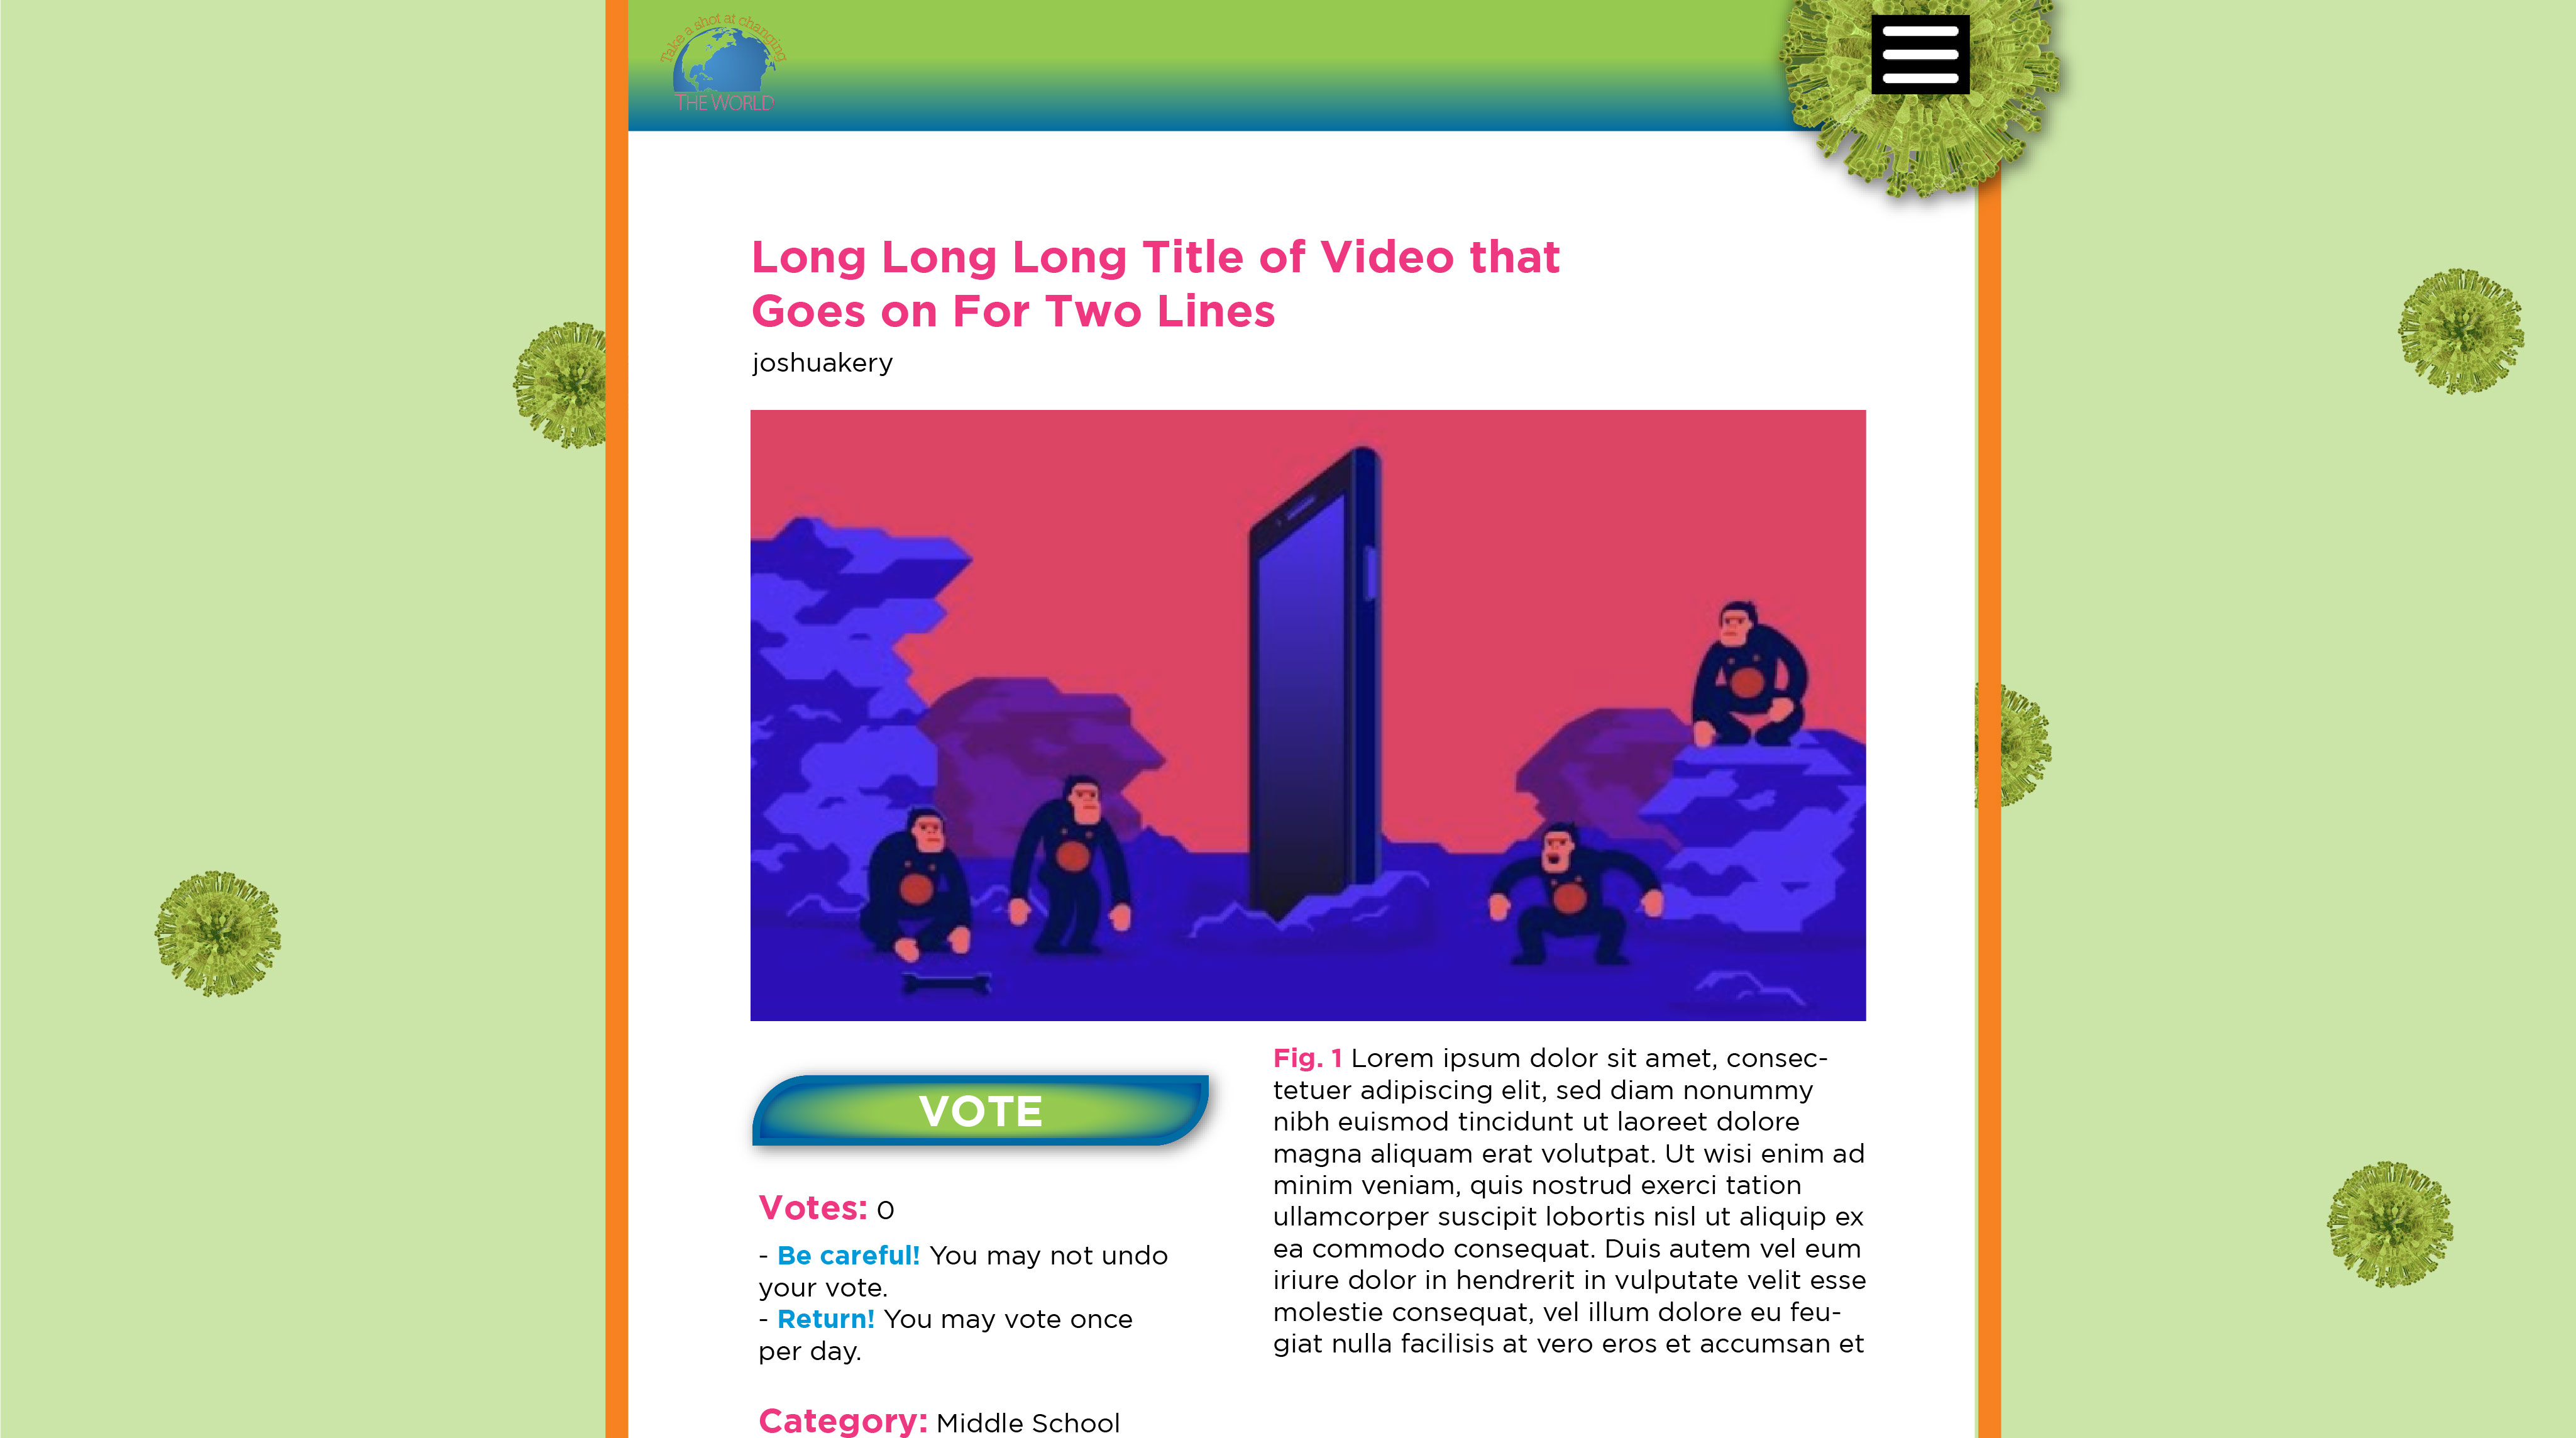 Take a shot at changing
THE WORLD
Long Long Long Title of Video that
Goes on For Two Lines
joshuakery
VOTE
Votes: 0
- Be careful! You may not undo
your vote.
- Return! You may vote once
per day.
Category: Middle School
Fig. 1 Lorem ipsum dolor sit amet, consec-
tetuer adipiscing elit, sed diam nonummy
nibh euismod tincidunt ut laoreet dolore
magna aliquam erat volutpat. Ut wisi enim ad
minim veniam, quis nostrud exerci tation
ullamcorper suscipit lobortis nisl ut aliquip ex
ea commodo consequat. Duis autem vel eum
iriure dolor in hendrerit in vulputate velit esse
molestie consequat, vel illum dolore eu feu-
giat nulla facilisis at vero eros et accumsan et